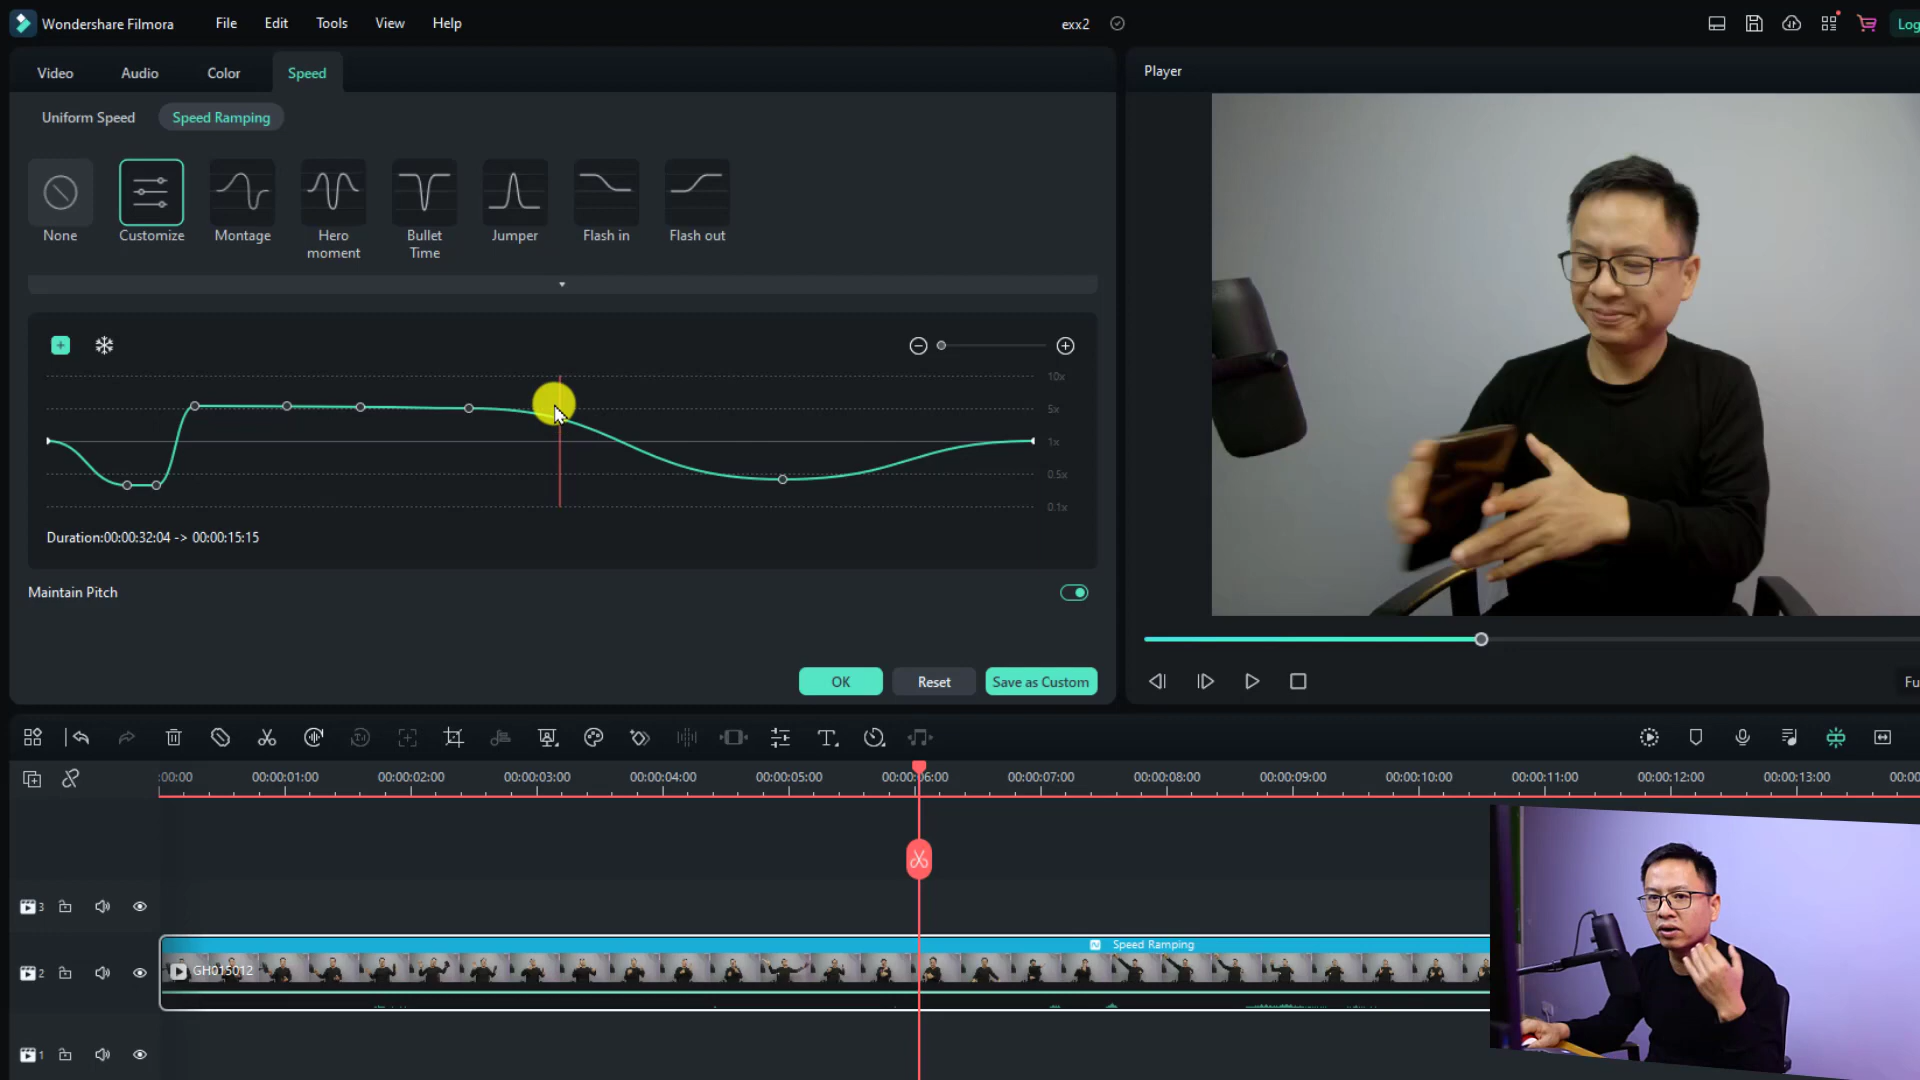 Wondershare Filmora File Edit Tools View Help exx2 Log
Video Audio Color Speed
Player
Uniform Speed Speed Ramping
None Customize Montage Hero moment Bullet Time Jumper Flash in Flash out
10x
5x
1x
0.5x
0.1x
Duration:00:00:32:04 -> 00:00:15:15
Maintain Pitch
OK Reset Save as Custom
Fu
:00:00 00:00:01:00 00:00:02:00 00:00:03:00 00:00:04:00 00:00:05:00 00:00:06:00 00:00:07:00 00:00:08:00 00:00:09:00 00:00:10:00 00:00:11:00 00:00:12:00 00:00:13:00 00:00
3
Speed Ramping
2 GH015012
1